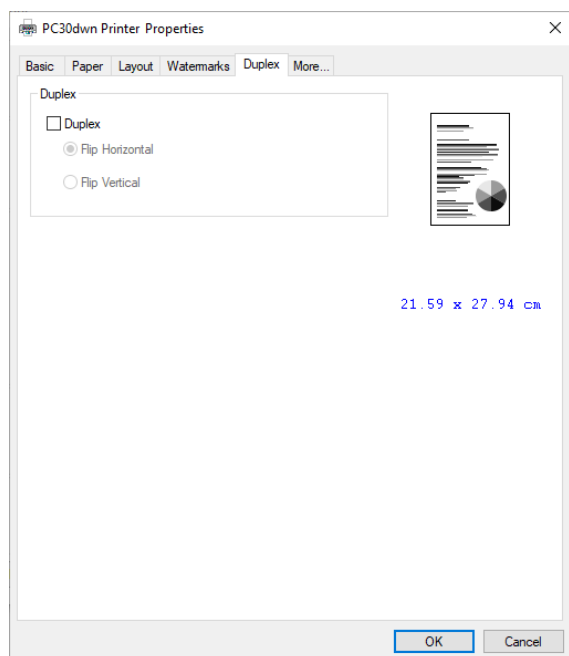 PC30dwn Printer Properties
Basic Paper Layout Watermarks Duplex More...
Duplex
Duplex
Flip Horizontal
Flip Vertical
21.59 x 27.94 cm
OK Cancel